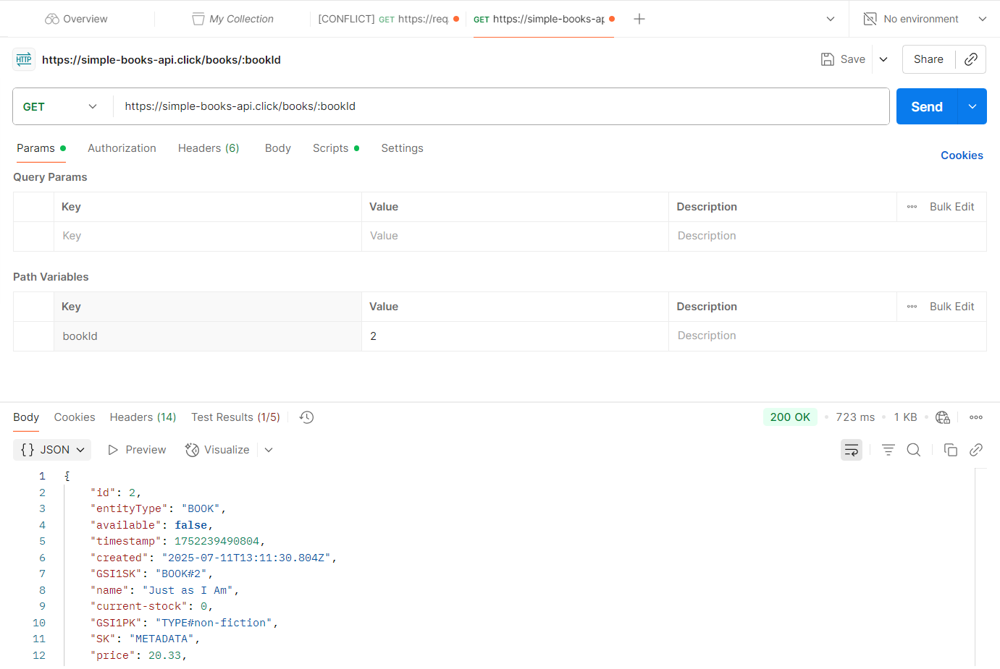 Overview
My Collection
[CONFLICT] GET https://req
GET https://simple-books-ap
No environment
HTTP https://simple-books-api.click/books/:bookId
Save
Share
GET https://simple-books-api.click/books/:bookId
Send
Params Authorization Headers (6) Body Scripts Settings
Cookies
Query Params
Key Value Description Bulk Edit
Key Value Description
Path Variables
Key Value Description Bulk Edit
bookId 2 Description
Body Cookies Headers (14) Test Results (1/5) 200 OK 723 ms 1 KB
{} JSON Preview Visualize
1 {
2 "id": 2,
3 "entityType": "BOOK",
4 "available": false,
5 "timestamp": 1752239490804,
6 "created": "2025-07-11T13:11:30.804Z",
7 "GSI1SK": "BOOK#2",
8 "name": "Just as I Am",
9 "current-stock": 0,
10 "GSI1PK": "TYPE#non-fiction",
11 "SK": "METADATA",
12 "price": 20.33,